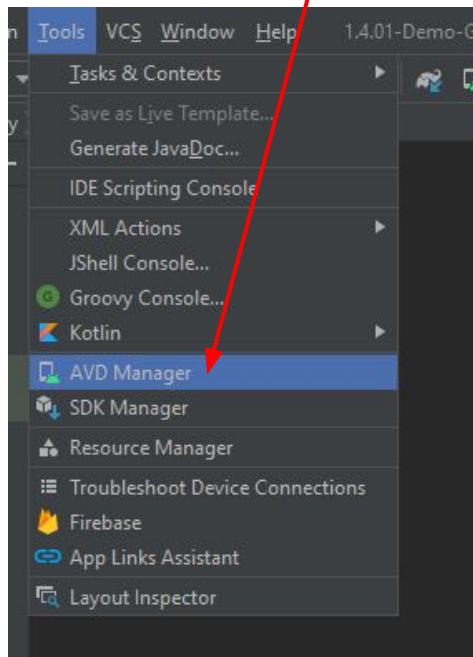 n Tools VCS Window Help 1.4.01-Demo-G
Tasks & Contexts
y
Save as Live Template...
Generate JavaDoc...
IDE Scripting Console
XML Actions
JShell Console...
G Groovy Console...
Kotlin
AVD Manager
SDK Manager
Resource Manager
Troubleshoot Device Connections
Firebase
App Links Assistant
Layout Inspector